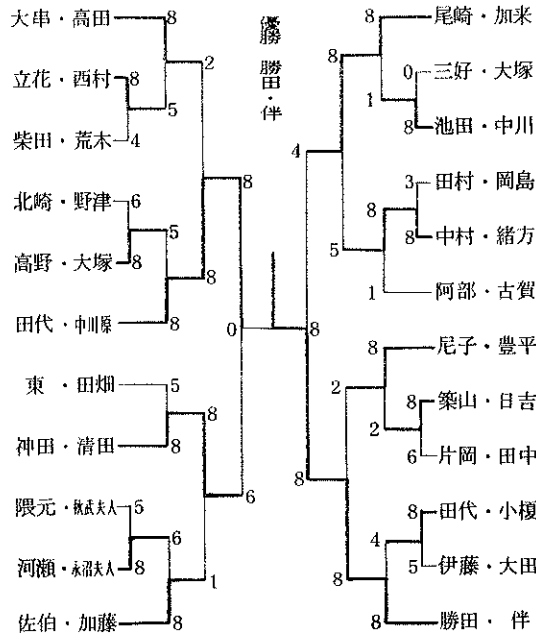 大串・高田 8
2
立花・西村 8
5
柴田・荒木 4
8
北崎・野津 6
5
高野・大塚 8
8
田代・中川原 8
0
東・田畑 5
8
神田・清田 8
6
隈元・秋武夫人 5
6
河瀬・永沼夫人 8
1
佐伯・加藤 8
優勝 勝田・伴
8 尾崎・加来
8
0 三好・大塚
1
8 池田・中川
4
3 田村・岡島
8
8 中村・緒方
5
1 阿部・古賀
8
8 尼子・豊平
2
8 築山・日吉
2
6 片岡・田中
8
8 田代・小榎
4
5 伊藤・大田
8
8 勝田・伴